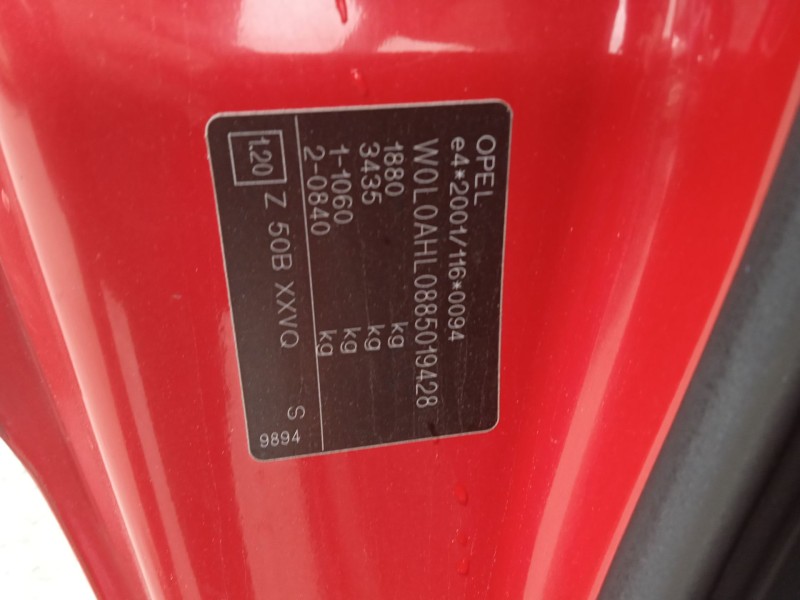 OPEL
e4*2001/116*0094
W0L0AHL0885019428
1880 kg
3435 kg
1-1060 kg
2-0840 kg
1.20 Z 50B XXVQ S
9894